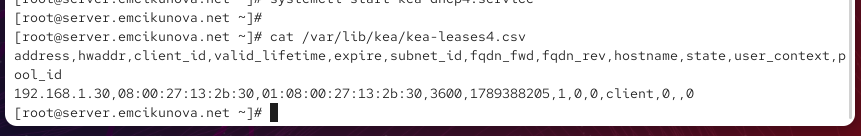 [root@server.emcikunova.net ~]# systemctl start kea-dhcp4.service
[root@server.emcikunova.net ~]#
[root@server.emcikunova.net ~]# cat /var/lib/kea/kea-leases4.csv
address,hwaddr,client_id,valid_lifetime,expire,subnet_id,fqdn_fwd,fqdn_rev,hostname,state,user_context,p
ool_id
192.168.1.30,08:00:27:13:2b:30,01:08:00:27:13:2b:30,3600,1789388205,1,0,0,client,0,,0
[root@server.emcikunova.net ~]#